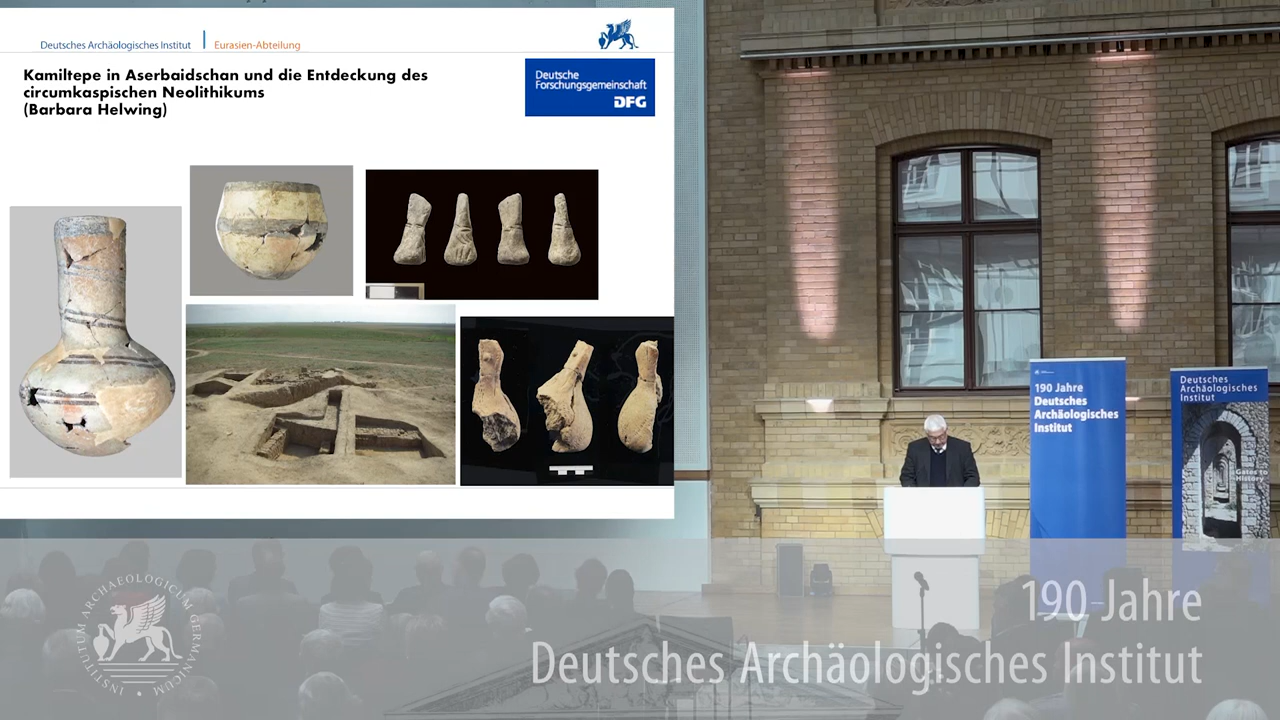 Deutsches Archäologisches Institut | Eurasien-Abteilung
Kamiltepe in Aserbaidschan und die Entdeckung des
circumkaspischen Neolithikums
(Barbara Helwing)
Deutsche
Forschungsgemeinschaft
DFG
190 Jahre
Deutsches
Archäologisches
Institut
Deutsches
Archäologisches
Institut
Gates to
History
INSTITUTUM ARCHAEOLOGICUM GERMANICUM
190 Jahre
Deutsches Archäologisches Institut